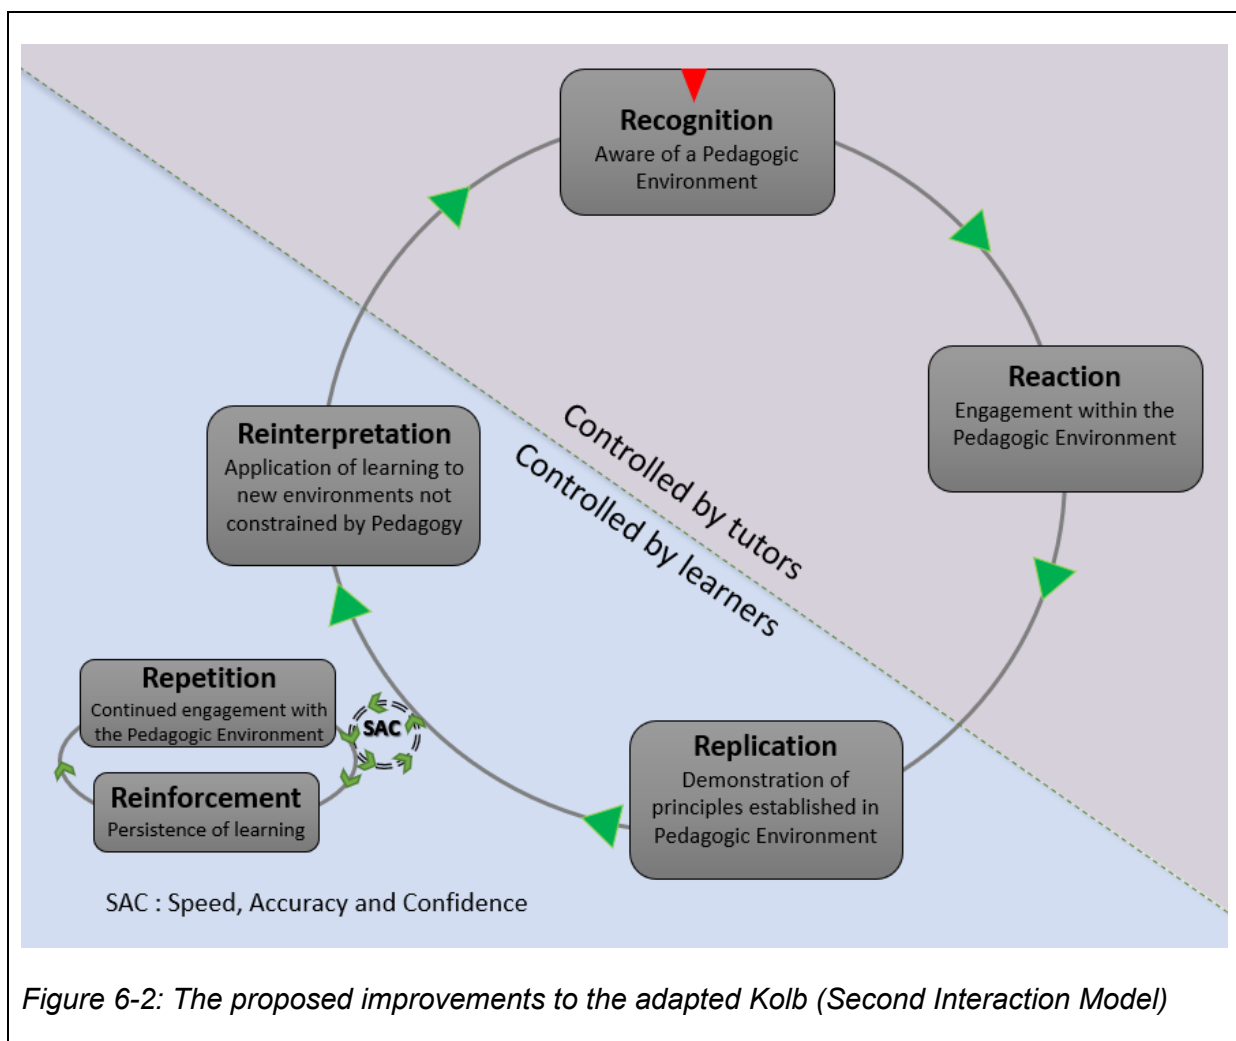 Recognition
Aware of a Pedagogic
Environment
Reaction
Engagement within the
Pedagogic Environment
Controlled by tutors
Controlled by learners
Reinterpretation
Application of learning to
new environments not
constrained by Pedagogy
Repetition
Continued engagement with
the Pedagogic Environment
SAC
Reinforcement
Persistence of learning
Replication
Demonstration of
principles established in
Pedagogic Environment
SAC : Speed, Accuracy and Confidence
Figure 6-2: The proposed improvements to the adapted Kolb (Second Interaction Model)